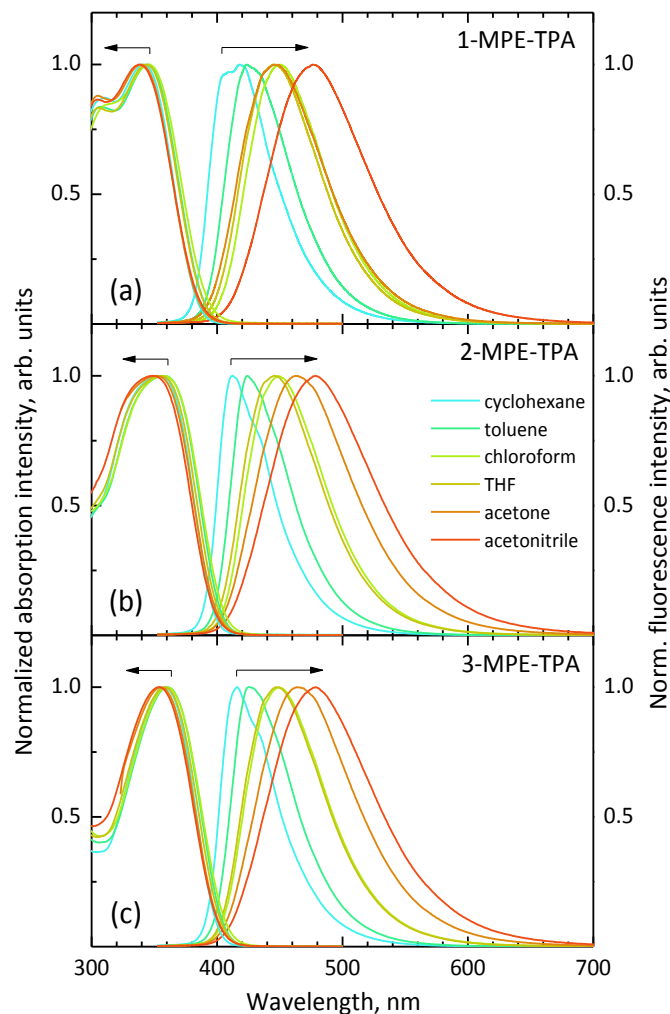 1-MPE-TPA
1.0
1.0
0.5
0.5
(a)
2-MPE-TPA
1.0
1.0
cyclohexane
toluene
chloroform
THF
acetone
acetonitrile
0.5
0.5
(b)
3-MPE-TPA
1.0
1.0
0.5
0.5
(c)
300
400
500
600
700
Wavelength, nm
Normalized absorption intensity, arb. units
Norm. fluorescence intensity, arb. units